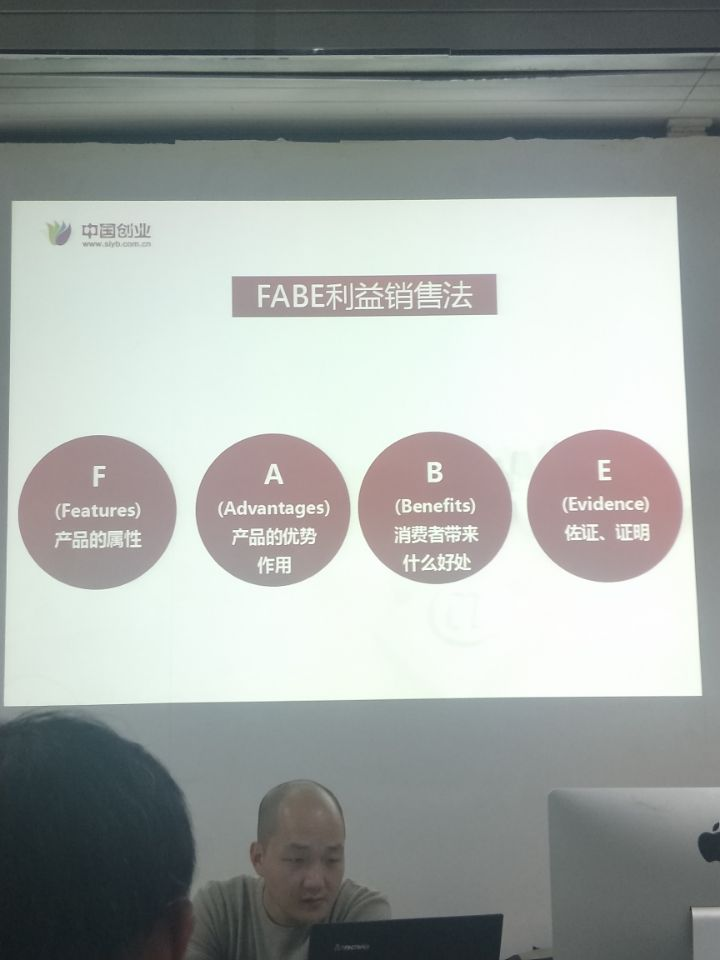 中国创业
www.siyb.com.cn
FABE利益销售法
F
(Features)
产品的属性
A
(Advantages)
产品的优势
作用
B
(Benefits)
消费者带来
什么好处
E
(Evidence)
佐证、证明
lenovo